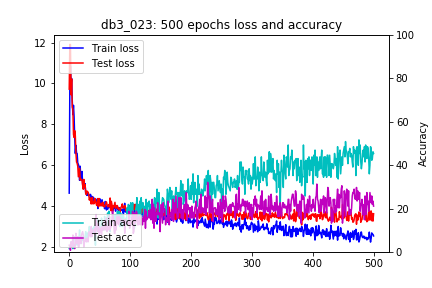 db3_023: 500 epochs loss and accuracy
12
10
8
6
4
2
Loss
Train loss
Test loss
Train acc
Test acc
100
80
60
40
20
0
Accuracy
0
100
200
300
400
500